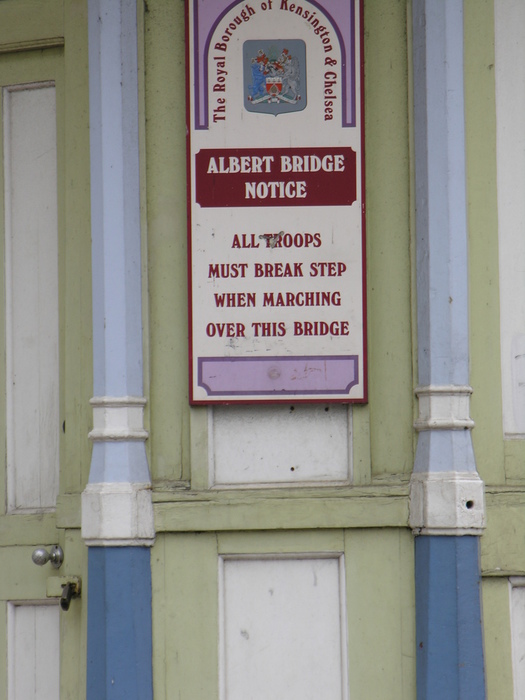 The Royal Borough of Kensington & Chelsea
ALBERT BRIDGE
NOTICE
ALL TROOPS
MUST BREAK STEP
WHEN MARCHING
OVER THIS BRIDGE